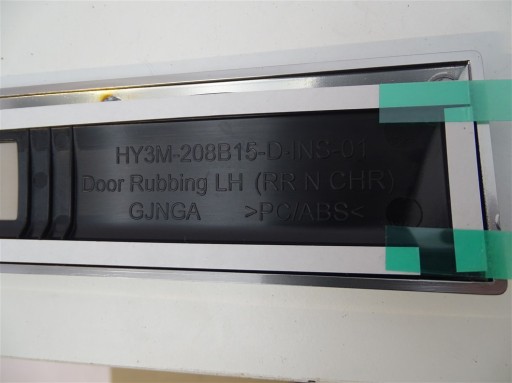 HY3M-208B15-D-INS-01
Door Rubbing LH (RR N CHR)
GJNGA >PC/ABS<